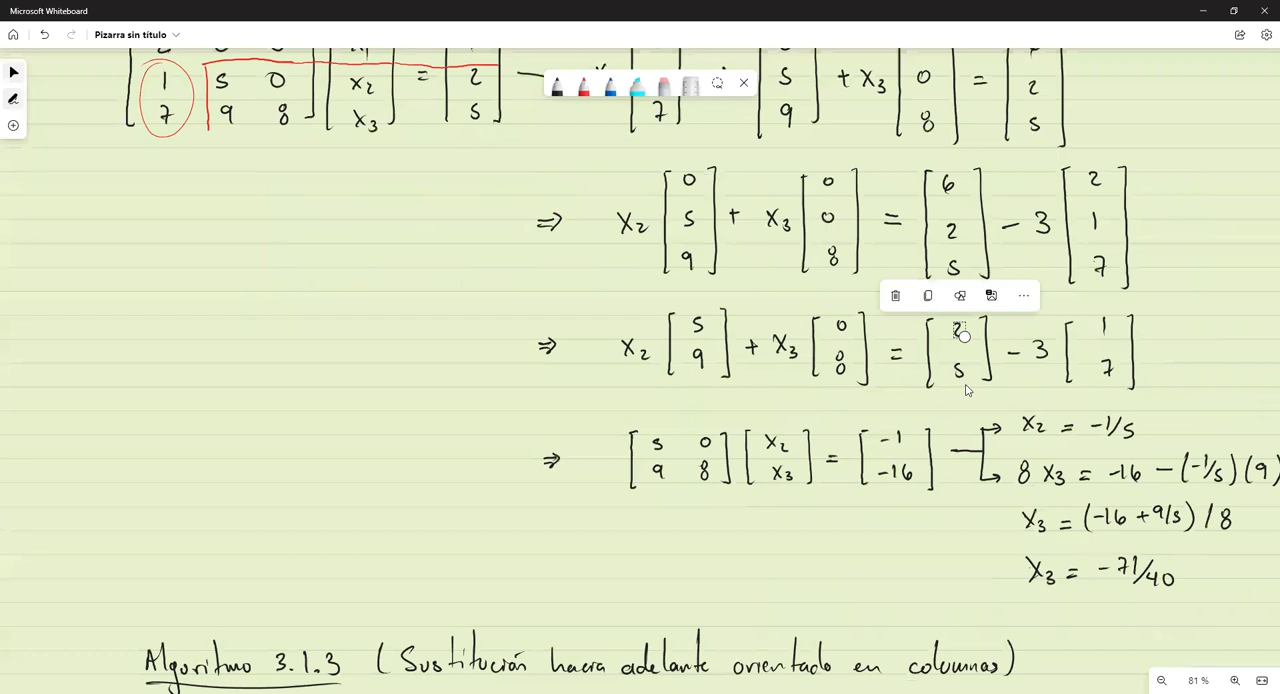 Microsoft Whiteboard
Pizarra sin título
[ 1 5 0 ; 7 9 8 ] [ x2 ; x3 ] = [ 2 ; 5 ] → [ 7 ] [ 5 ; 9 ] + x3 [ 0 ; 0 ; 8 ] = [ 2 ; 5 ]
⇒ x2 [ 0 ; 5 ; 9 ] + x3 [ 0 ; 0 ; 8 ] = [ 6 ; 2 ; 5 ] - 3 [ 2 ; 1 ; 7 ]
⇒ x2 [ 5 ; 9 ] + x3 [ 0 ; 8 ] = [ 2 ; 5 ] - 3 [ 1 ; 7 ]
⇒ [ 5 0 ; 9 8 ] [ x2 ; x3 ] = [ -1 ; -16 ]
x2 = -1/5
8 x3 = -16 - (-1/5)(9)
x3 = (-16 + 9/5) / 8
x3 = -71/40
Algoritmo 3.1.3 (Sustitución hacia adelante orientado en columnas)
81 %